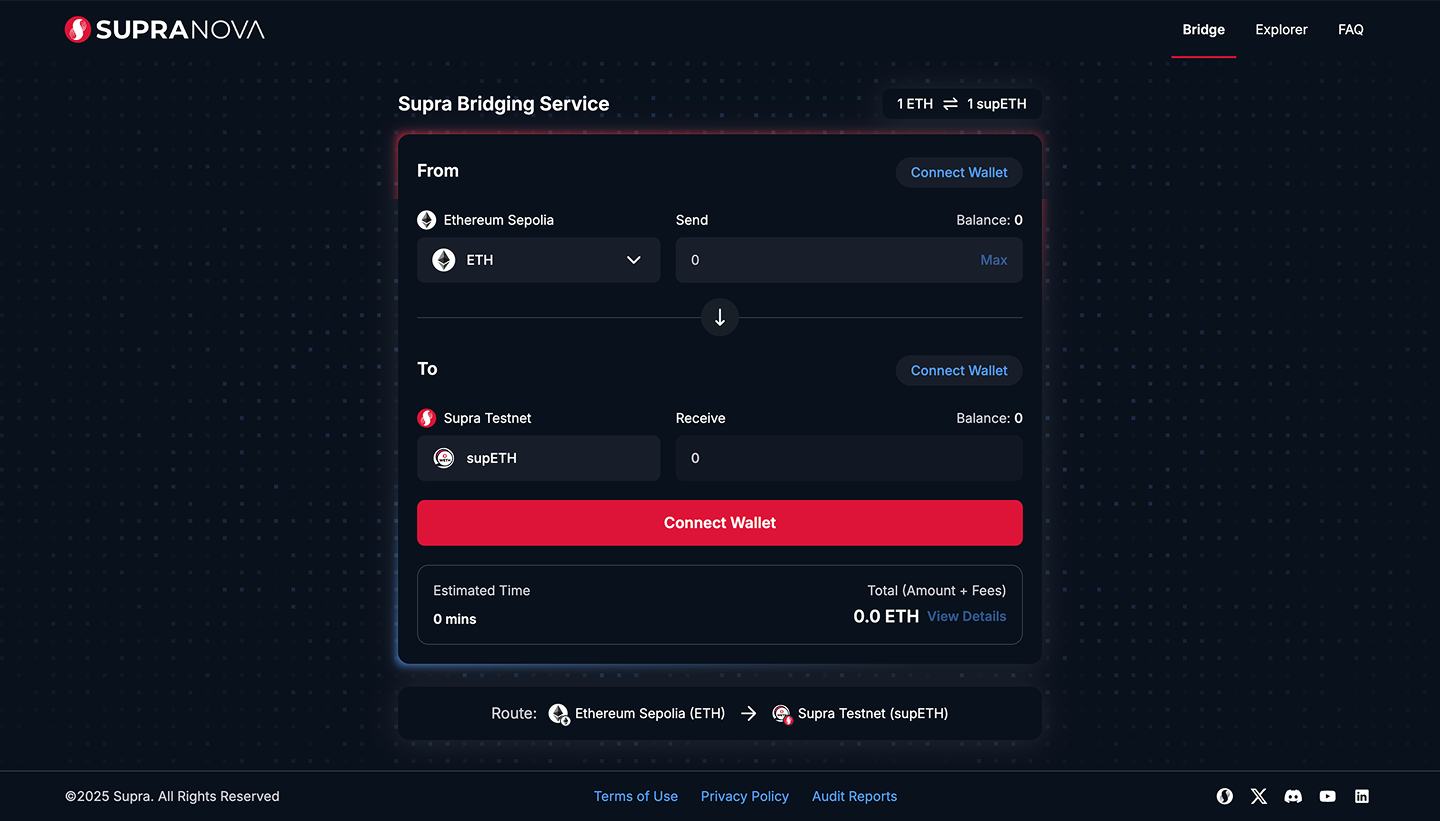 SUPRANOVA
Bridge Explorer FAQ
Supra Bridging Service
1 ETH ⇌ 1 supETH
From
Connect Wallet
Ethereum Sepolia
Send
Balance: 0
ETH
0
Max
To
Connect Wallet
Supra Testnet
Receive
Balance: 0
supETH
0
Connect Wallet
Estimated Time
Total (Amount + Fees)
0 mins
0.0 ETH View Details
Route: Ethereum Sepolia (ETH) → Supra Testnet (supETH)
©2025 Supra. All Rights Reserved
Terms of Use Privacy Policy Audit Reports